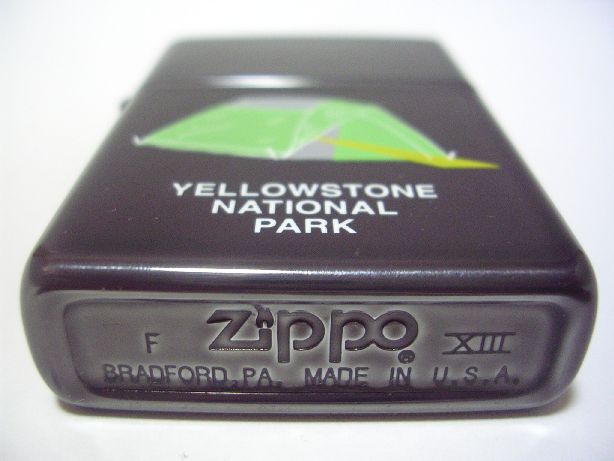 YELLOWSTONE
NATIONAL
PARK
F Zippo ® XIII
BRADFORD, PA. MADE IN U.S.A.